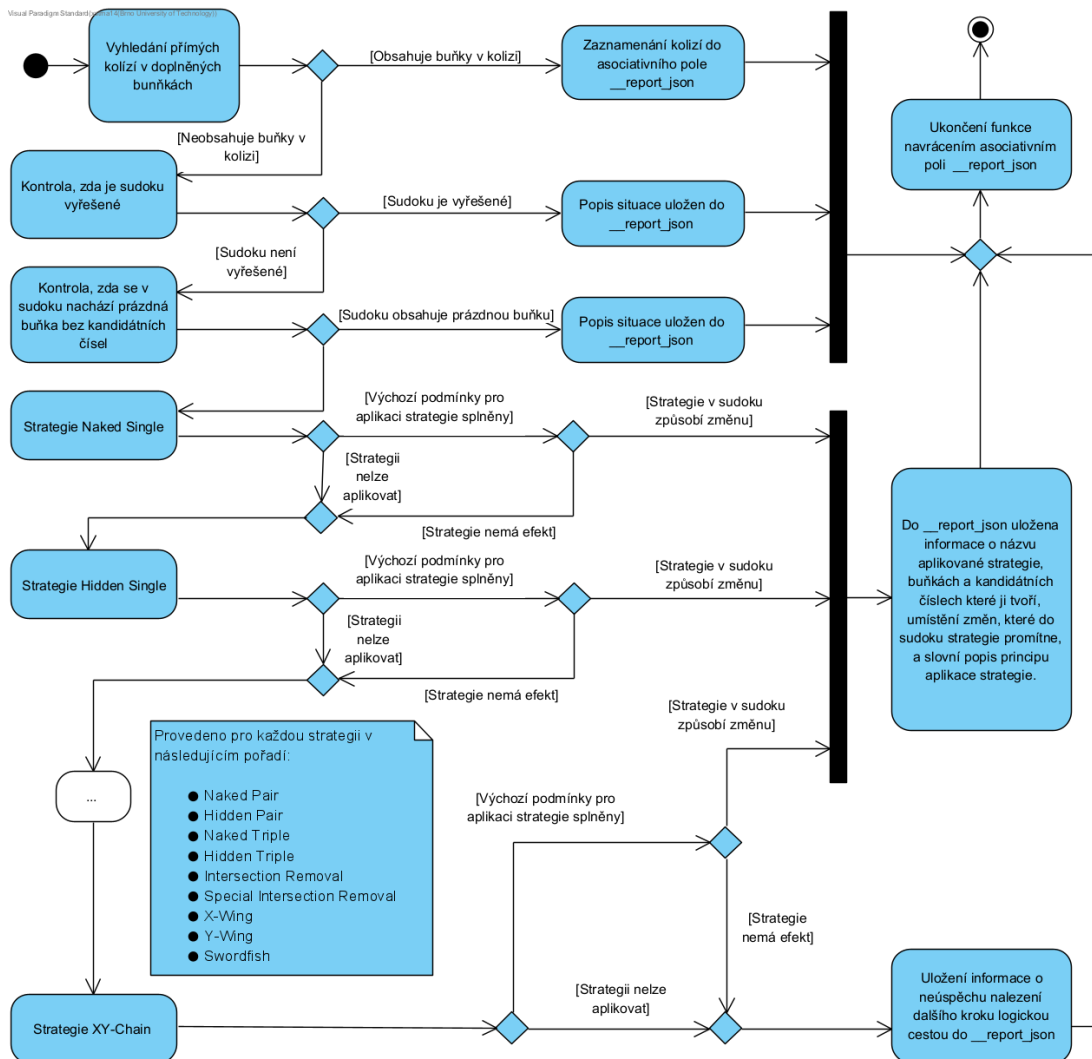 Visual Paradigm Standard(
Brno University of Technology))
Vyhledání přímých
kolizí v doplněných
bunňkách
[Obsahuje buňky v kolizi]
Zaznamenání kolizí do
asociativního pole
__report_json
[Neobsahuje buňky v
kolizi]
Ukončení funkce
navrácením asociativním
poli __report_json
Kontrola, zda je sudoku
vyřešené
[Sudoku je vyřešené]
Popis situace uložen do
__report_json
[Sudoku není
vyřešené]
Kontrola, zda se v
sudoku nachází prázdná
buňka bez kandidátních
čísel
[Sudoku obsahuje prázdnou buňku]
Popis situace uložen do
__report_json
Strategie Naked Single
[Výchozí podmínky pro
aplikaci strategie splněny]
[Strategie v sudoku
způsobí změnu]
[Strategii
nelze
aplikovat]
[Strategie nemá efekt]
Strategie Hidden Single
[Výchozí podmínky pro
aplikaci strategie splněny]
[Strategie v sudoku
způsobí změnu]
[Strategii
nelze
aplikovat]
[Strategie nemá efekt]
Do __report_json uložena
informace o názvu
aplikované strategie,
buňkách a kandidátních
číslech které ji tvoří,
umístění změn, které do
sudoku strategie promítne,
a slovní popis principu
aplikace strategie.
...
Provedeno pro každou strategii v
následujícím pořadí:
● Naked Pair
● Hidden Pair
● Naked Triple
● Hidden Triple
● Intersection Removal
● Special Intersection Removal
● X-Wing
● Y-Wing
● Swordfish
[Strategie v sudoku
způsobí změnu]
[Výchozí podmínky pro
aplikaci strategie splněny]
[Strategie
nemá efekt]
Strategie XY-Chain
[Strategii nelze
aplikovat]
Uložení informace o
neúspěchu nalezení
dalšího kroku logickou
cestou do __report_json